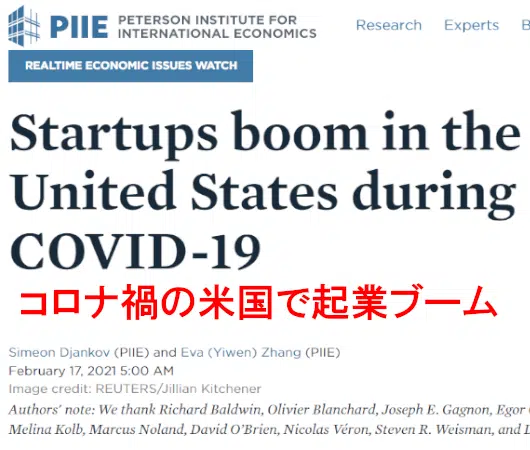 PIIE PETERSON INSTITUTE FOR
INTERNATIONAL ECONOMICS
Research Experts
REALTIME ECONOMIC ISSUES WATCH
Startups boom in the
United States during
COVID-19
コロナ禍の米国で起業ブーム
Simeon Djankov (PIIE) and Eva (Yiwen) Zhang (PIIE)
February 17, 2021 5:00 AM
Image credit: REUTERS/Jillian Kitchener
Authors' note: We thank Richard Baldwin, Olivier Blanchard, Joseph E. Gagnon, Egor
Melina Kolb, Marcus Noland, David O'Brien, Nicolas Véron, Steven R. Weisman, and